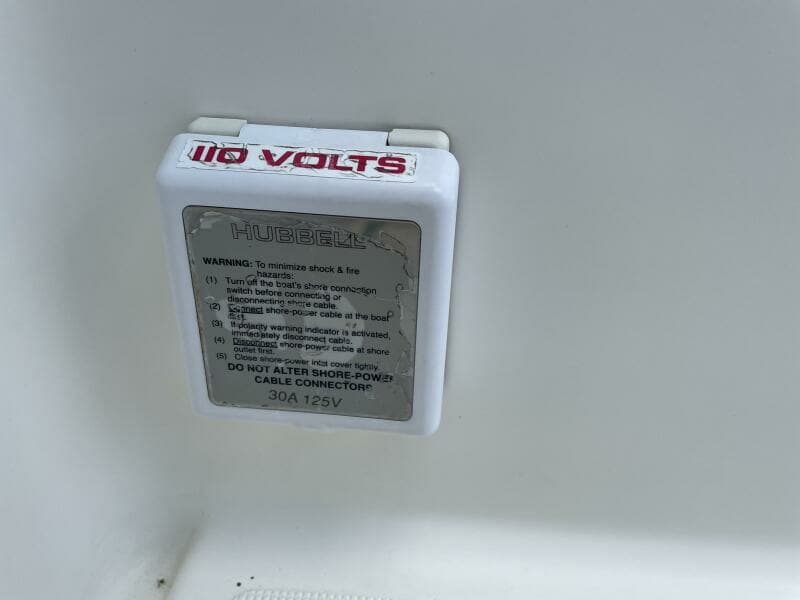 110 VOLTS
HUBBELL
WARNING: To minimize shock & fire
hazards:
(1) Turn off the boat's shore connection
switch before connecting or
disconnecting shore cable.
(2) Connect shore-power cable at the boat
first.
(3) If polarity warning indicator is activated,
immediately disconnect cable.
(4) Disconnect shore-power cable at shore
outlet first.
(5) Close shore-power inlet cover tightly.
DO NOT ALTER SHORE-POWER
CABLE CONNECTORS
30A 125V